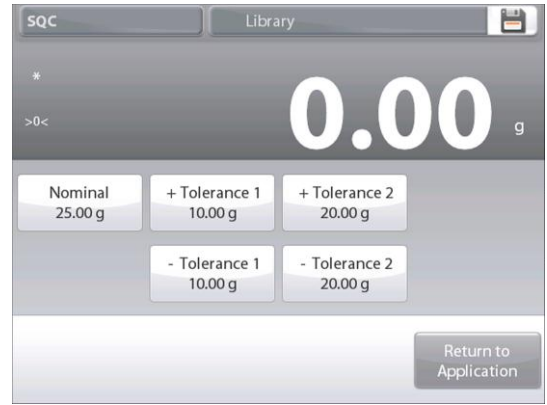 SQC
Library
*
>0<
0.00 g
Nominal
25.00 g
+ Tolerance 1
10.00 g
+ Tolerance 2
20.00 g
- Tolerance 1
10.00 g
- Tolerance 2
20.00 g
Return to
Application